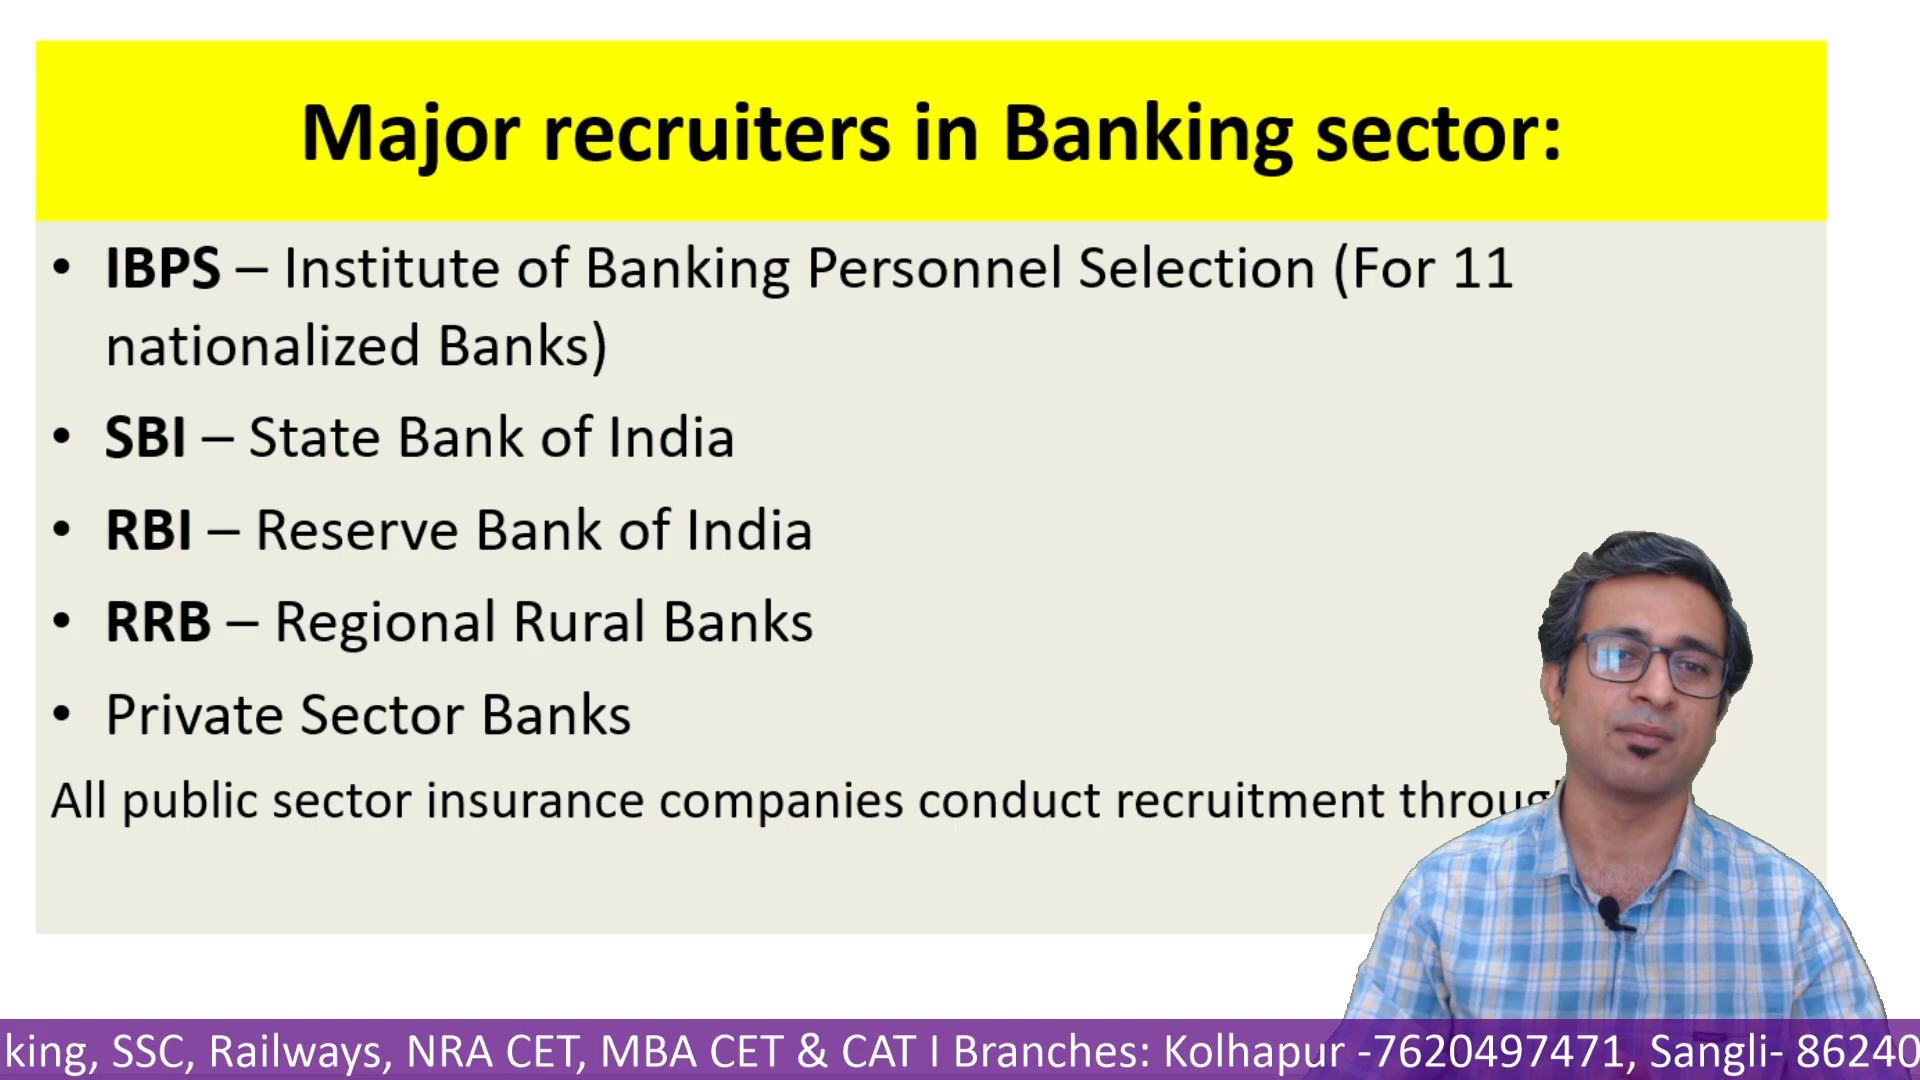 Major recruiters in Banking sector:
• IBPS – Institute of Banking Personnel Selection (For 11
nationalized Banks)
• SBI – State Bank of India
• RBI – Reserve Bank of India
• RRB – Regional Rural Banks
• Private Sector Banks
All public sector insurance companies conduct recruitment
king, SSC, Railways, NRA CET, MBA CET & CAT I Branches: Kolhapur -7620497471, Sangli- 86240